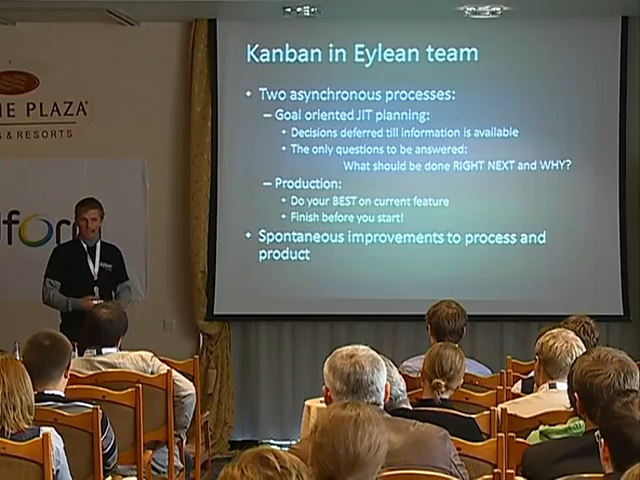 Kanban in Eylean team
• Two asynchronous processes:
– Goal oriented JIT planning:
• Decisions deferred till information is available
• The only questions to be answered:
What should be done RIGHT NEXT and WHY?
– Production:
• Do your BEST on current feature
• Finish before you start!
• Spontaneous improvements to process and
product
PLAZA
& RESORTS